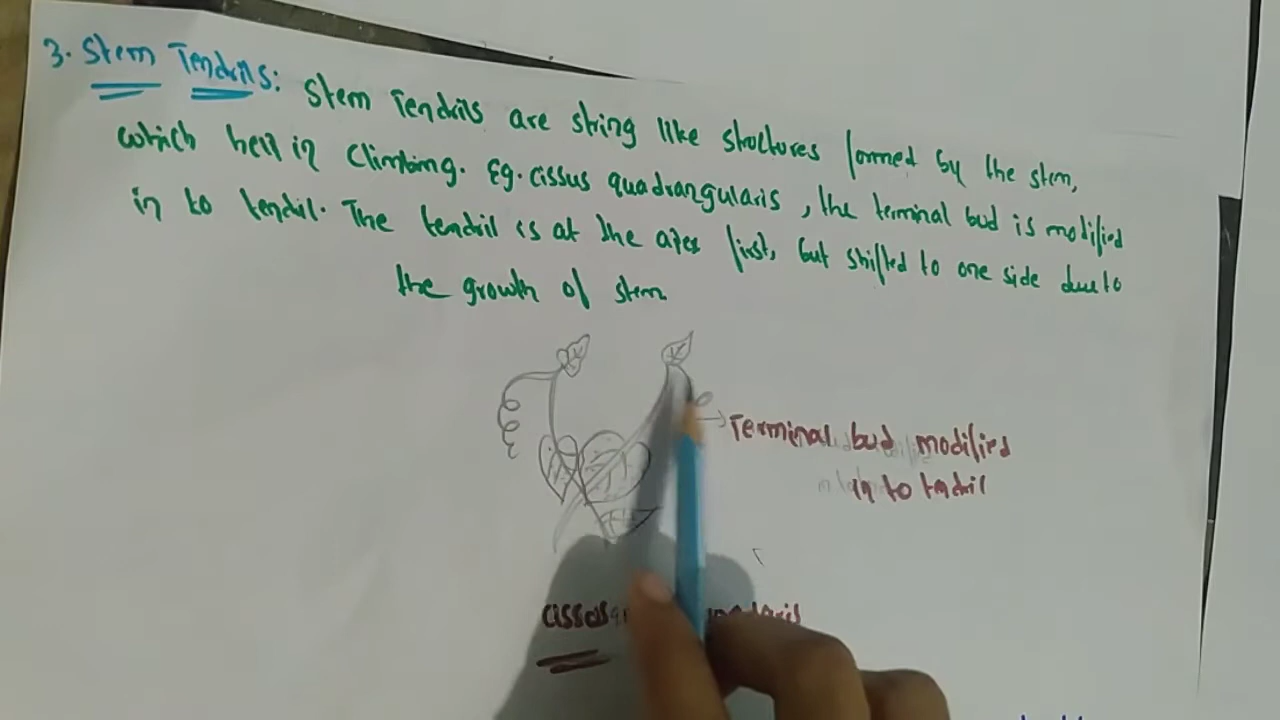 3. Stem Tendrils: Stem Tendrils are string like structures formed by the stem,
which help in climbing. Eg. cissus quadrangularis, the terminal bud is modified
in to tendril. The tendril is at the apex first, but shifted to one side due to
the growth of stem
Terminal bud modified
in to tendril
cissus